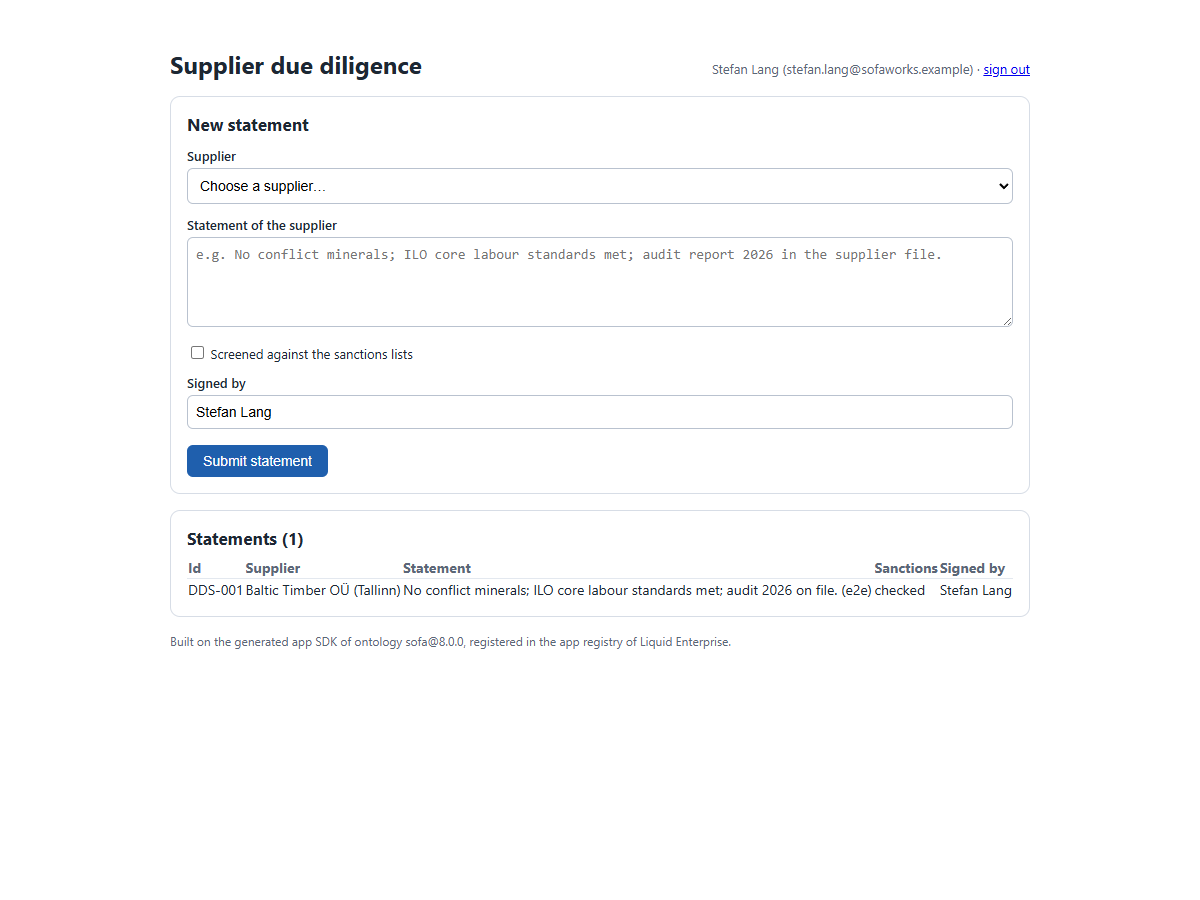 Supplier due diligence
Stefan Lang (stefan.lang@sofaworks.example) · sign out
New statement
Supplier
Choose a supplier…
Statement of the supplier
e.g. No conflict minerals; ILO core labour standards met; audit report 2026 in the supplier file.
Screened against the sanctions lists
Signed by
Stefan Lang
Submit statement
Statements (1)
Id Supplier Statement Sanctions Signed by
DDS-001 Baltic Timber OÜ (Tallinn) No conflict minerals; ILO core labour standards met; audit 2026 on file. (e2e) checked Stefan Lang
Built on the generated app SDK of ontology sofa@8.0.0, registered in the app registry of Liquid Enterprise.